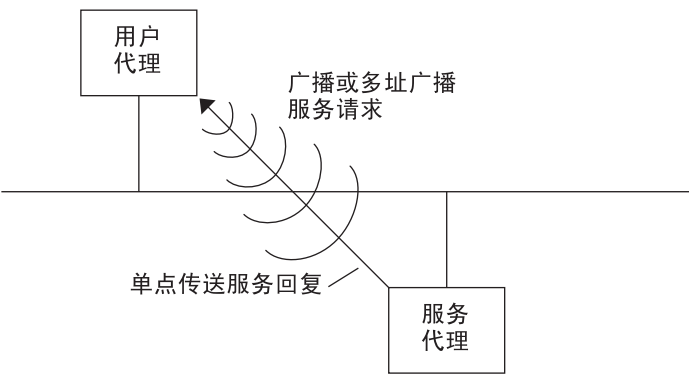 用户
代理
广播或多址广播
服务请求
单点传送服务回复
服务
代理